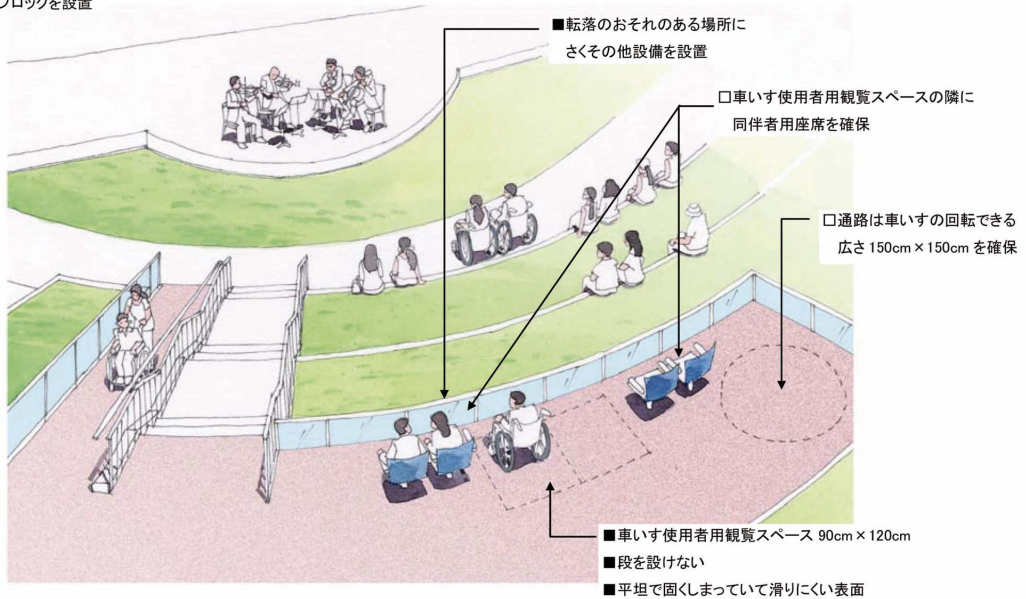 ブロックを設置
■転落のおそれのある場所に
さくその他設備を設置
□車いす使用者用観覧スペースの隣に
同伴者用座席を確保
□通路は車いすの回転できる
広さ 150cm×150cm を確保
■車いす使用者用観覧スペース 90cm×120cm
■段を設けない
■平坦で固くしまっていて滑りにくい表面